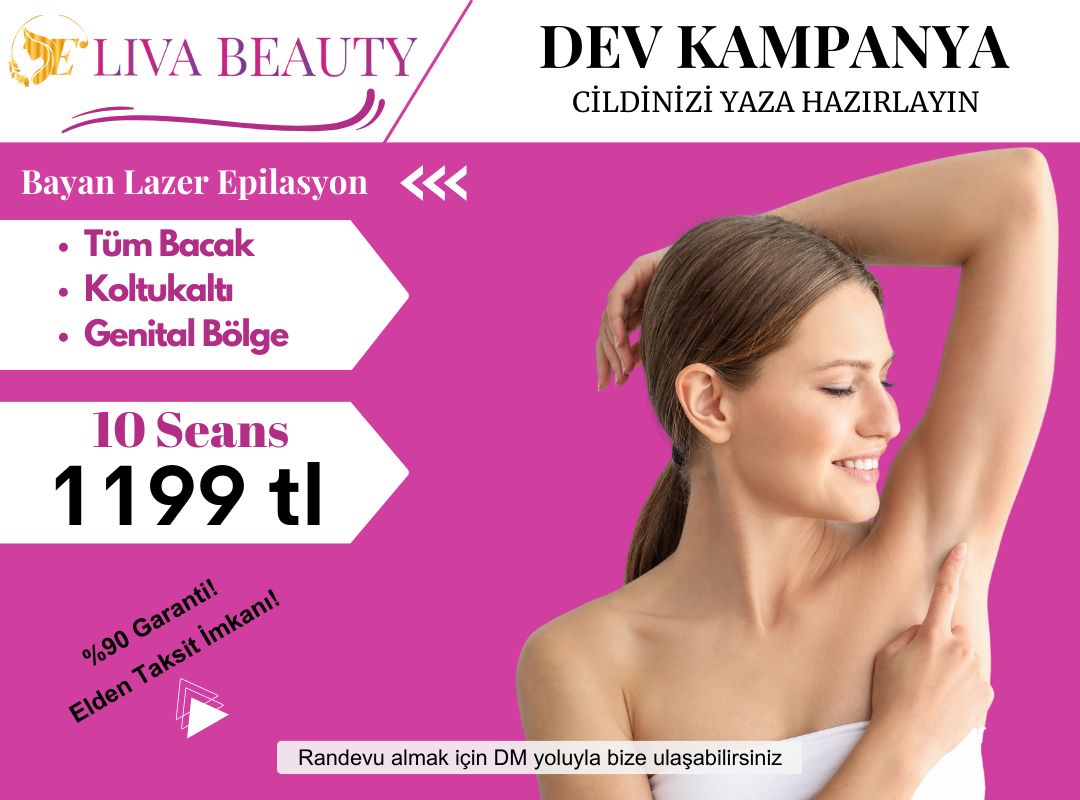 E LIVA BEAUTY
DEV KAMPANYA
CİLDİNİZİ YAZA HAZIRLAYIN
Bayan Lazer Epilasyon
• Tüm Bacak
• Koltukaltı
• Genital Bölge
10 Seans
1199 tl
%90 Garanti!
Elden Taksit İmkanı!
Randevu almak için DM yoluyla bize ulaşabilirsiniz